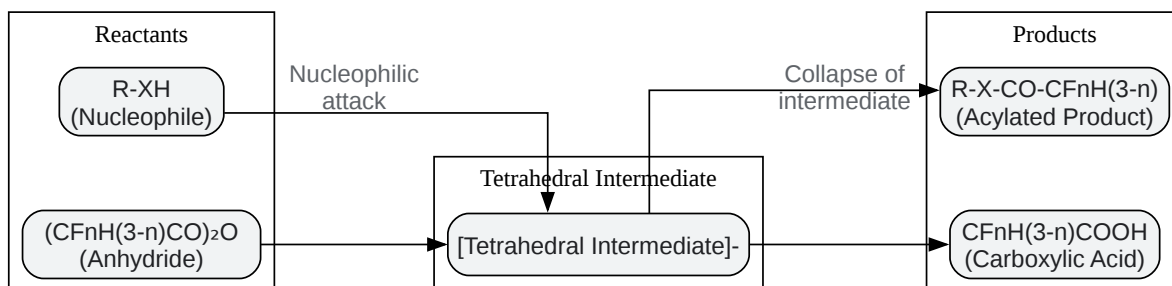 Reactants
R-XH
(Nucleophile)
(CFnH(3-n)CO)₂O
(Anhydride)
Nucleophilic
attack
Tetrahedral Intermediate
[Tetrahedral Intermediate]-
Collapse of
intermediate
Products
R-X-CO-CFnH(3-n)
(Acylated Product)
CFnH(3-n)COOH
(Carboxylic Acid)